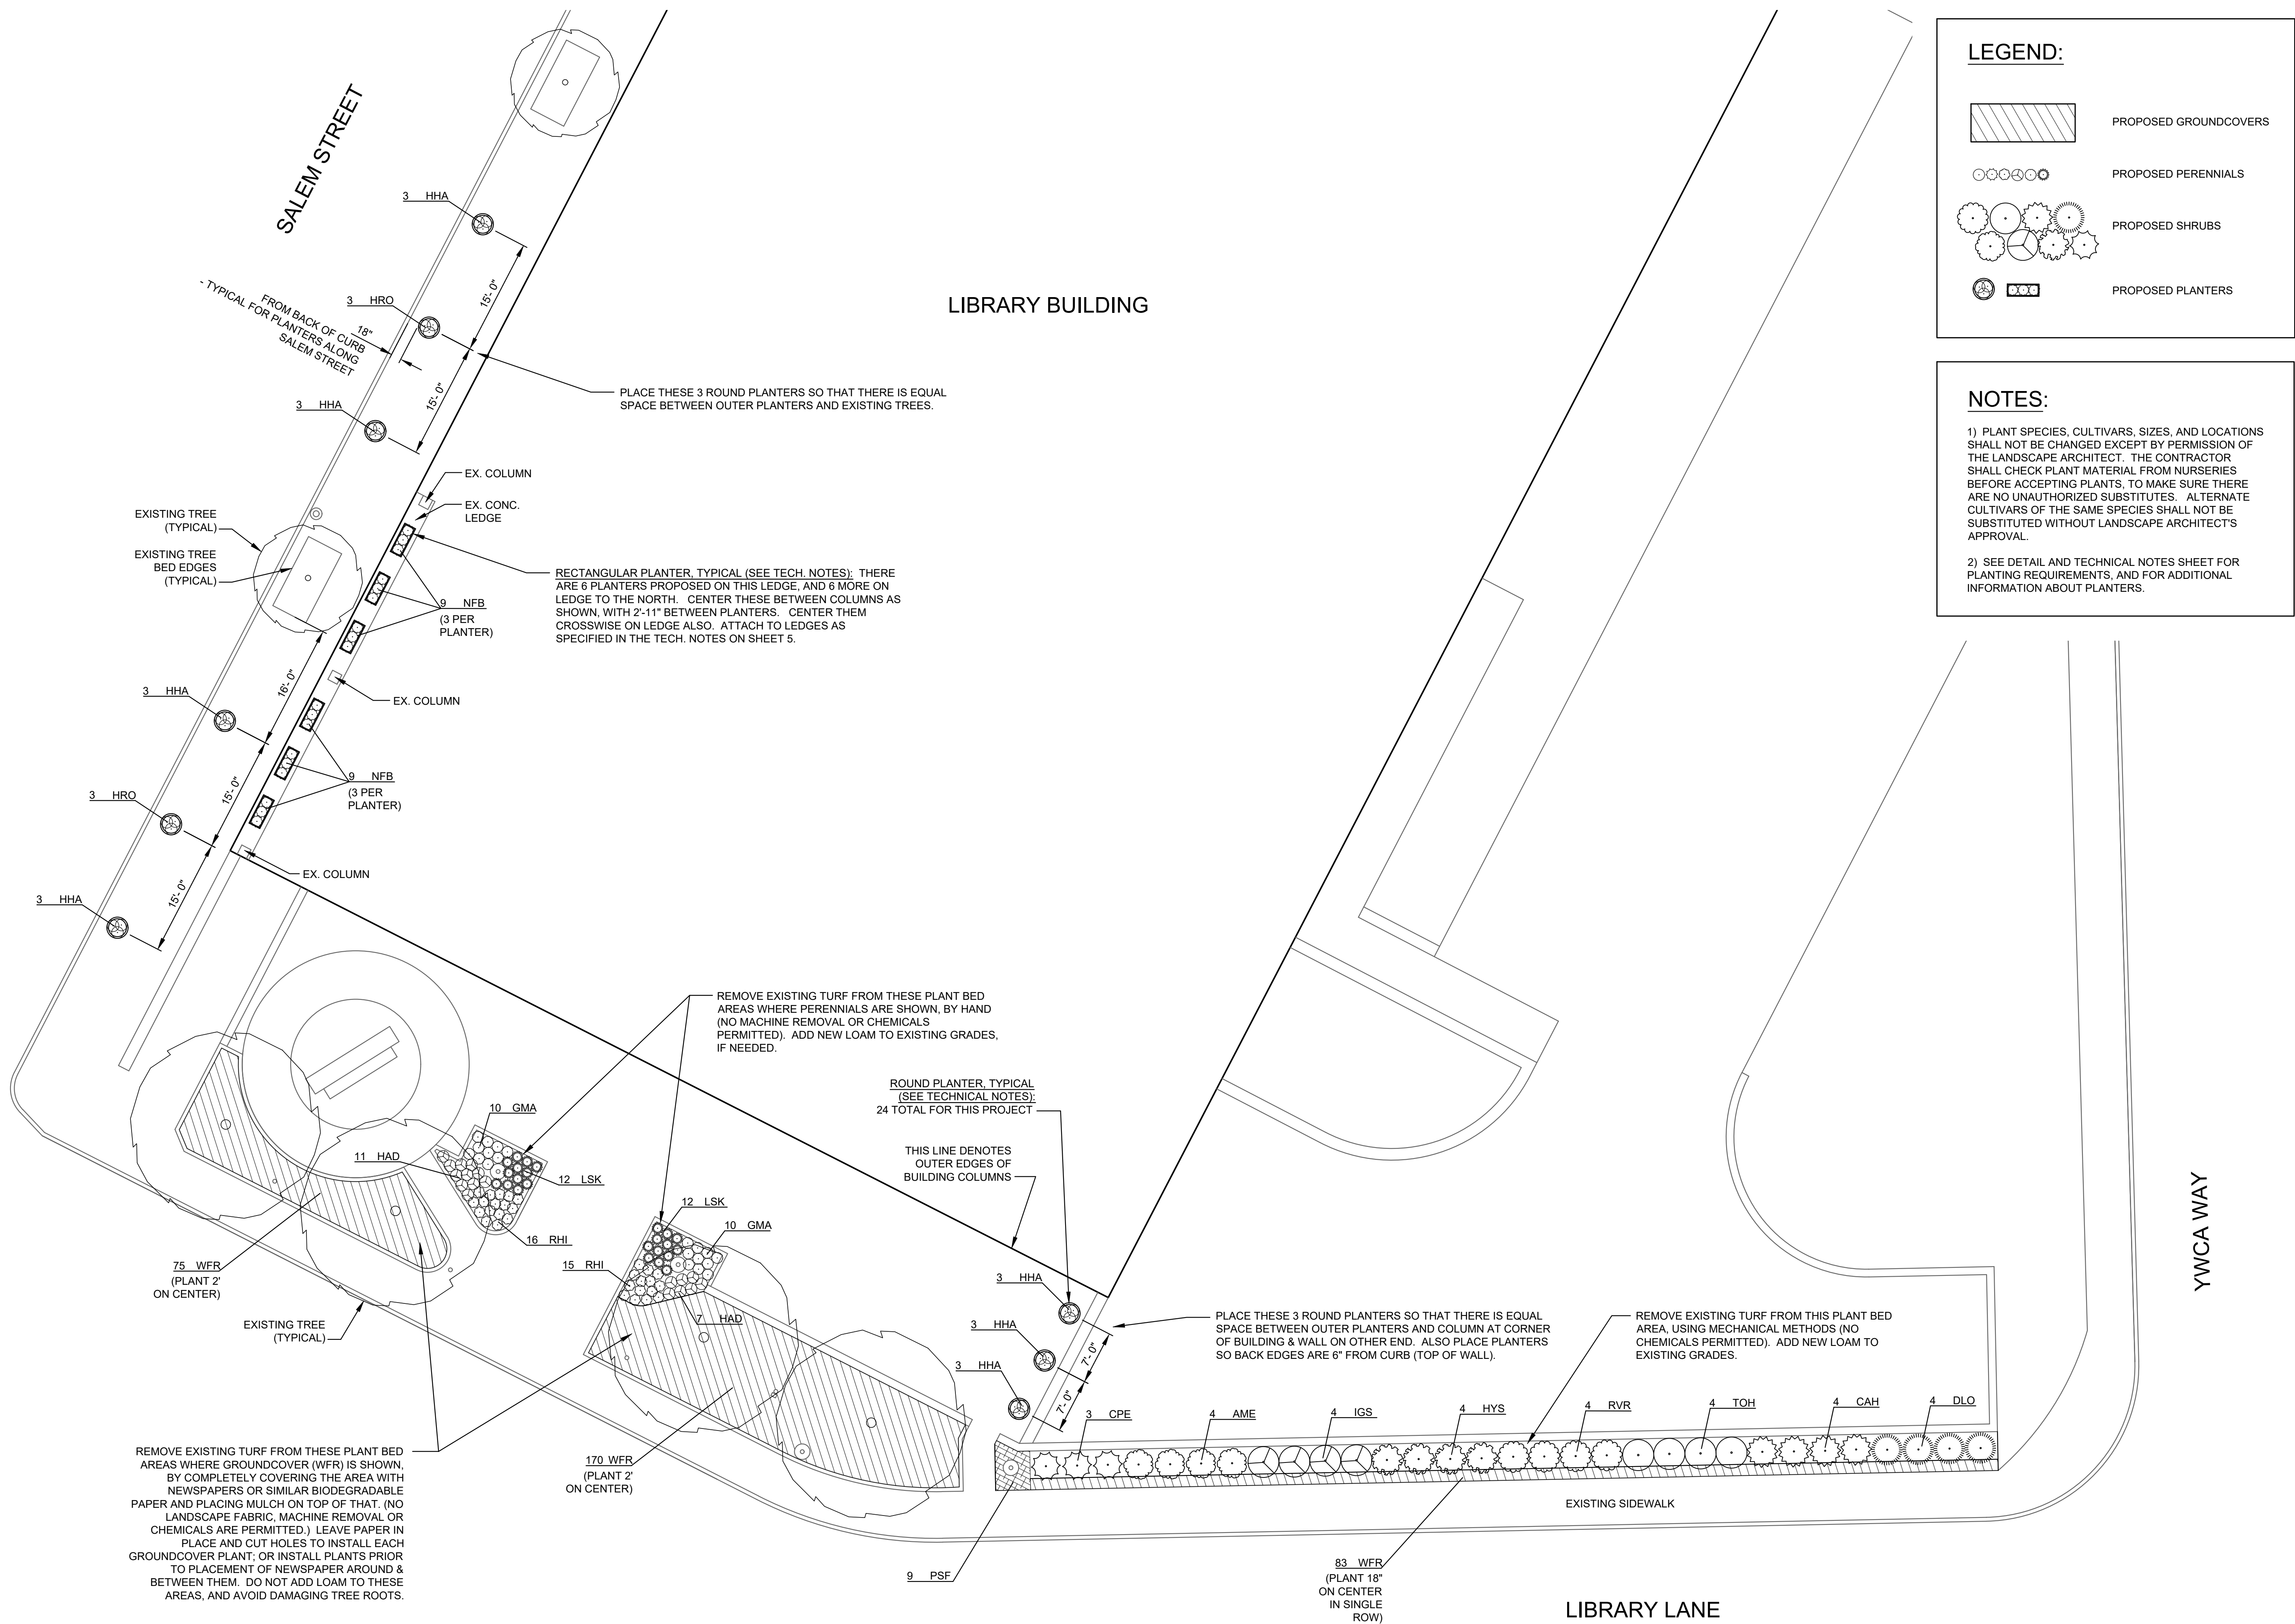 SALEM STREET
3 HHA
15'- 0"
3 HRO
18"
FROM BACK OF CURB
- TYPICAL FOR PLANTERS ALONG
SALEM STREET
15'- 0"
3 HHA
LIBRARY BUILDING
PLACE THESE 3 ROUND PLANTERS SO THAT THERE IS EQUAL
SPACE BETWEEN OUTER PLANTERS AND EXISTING TREES.
EX. COLUMN
EX. CONC.
LEDGE
EXISTING TREE
(TYPICAL)
EXISTING TREE
BED EDGES
(TYPICAL)
RECTANGULAR PLANTER, TYPICAL (SEE TECH. NOTES): THERE
ARE 6 PLANTERS PROPOSED ON THIS LEDGE, AND 6 MORE ON
LEDGE TO THE NORTH. CENTER THESE BETWEEN COLUMNS AS
SHOWN, WITH 2'-11" BETWEEN PLANTERS. CENTER THEM
CROSSWISE ON LEDGE ALSO. ATTACH TO LEDGES AS
SPECIFIED IN THE TECH. NOTES ON SHEET 5.
9 NFB
(3 PER
PLANTER)
16'- 0"
EX. COLUMN
3 HHA
9 NFB
(3 PER
PLANTER)
15'- 0"
3 HRO
EX. COLUMN
15'- 0"
3 HHA
REMOVE EXISTING TURF FROM THESE PLANT BED
AREAS WHERE PERENNIALS ARE SHOWN, BY HAND
(NO MACHINE REMOVAL OR CHEMICALS
PERMITTED). ADD NEW LOAM TO EXISTING GRADES,
IF NEEDED.
ROUND PLANTER, TYPICAL
(SEE TECHNICAL NOTES):
24 TOTAL FOR THIS PROJECT
THIS LINE DENOTES
OUTER EDGES OF
BUILDING COLUMNS
10 GMA
11 HAD
12 LSK
16 RHI
12 LSK
10 GMA
15 RHI
7 HAD
75 WFR
(PLANT 2'
ON CENTER)
EXISTING TREE
(TYPICAL)
REMOVE EXISTING TURF FROM THESE PLANT BED
AREAS WHERE GROUNDCOVER (WFR) IS SHOWN,
BY COMPLETELY COVERING THE AREA WITH
NEWSPAPERS OR SIMILAR BIODEGRADABLE
PAPER AND PLACING MULCH ON TOP OF THAT. (NO
LANDSCAPE FABRIC, MACHINE REMOVAL OR
CHEMICALS ARE PERMITTED.) LEAVE PAPER IN
PLACE AND CUT HOLES TO INSTALL EACH
GROUNDCOVER PLANT; OR INSTALL PLANTS PRIOR
TO PLACEMENT OF NEWSPAPER AROUND &
BETWEEN THEM. DO NOT ADD LOAM TO THESE
AREAS, AND AVOID DAMAGING TREE ROOTS.
170 WFR
(PLANT 2'
ON CENTER)
3 HHA
3 HHA
3 HHA
7'- 0"
7'- 0"
PLACE THESE 3 ROUND PLANTERS SO THAT THERE IS EQUAL
SPACE BETWEEN OUTER PLANTERS AND COLUMN AT CORNER
OF BUILDING & WALL ON OTHER END. ALSO PLACE PLANTERS
SO BACK EDGES ARE 6" FROM CURB (TOP OF WALL).
REMOVE EXISTING TURF FROM THIS PLANT BED
AREA, USING MECHANICAL METHODS (NO
CHEMICALS PERMITTED). ADD NEW LOAM TO
EXISTING GRADES.
3 CPE
4 AME
4 IGS
4 HYS
4 RVR
4 TOH
4 CAH
4 DLO
EXISTING SIDEWALK
9 PSF
83 WFR
(PLANT 18"
ON CENTER
IN SINGLE
ROW)
LIBRARY LANE
YWCA WAY
LEGEND:
PROPOSED GROUNDCOVERS
PROPOSED PERENNIALS
PROPOSED SHRUBS
PROPOSED PLANTERS
NOTES:
1) PLANT SPECIES, CULTIVARS, SIZES, AND LOCATIONS
SHALL NOT BE CHANGED EXCEPT BY PERMISSION OF
THE LANDSCAPE ARCHITECT. THE CONTRACTOR
SHALL CHECK PLANT MATERIAL FROM NURSERIES
BEFORE ACCEPTING PLANTS, TO MAKE SURE THERE
ARE NO UNAUTHORIZED SUBSTITUTES. ALTERNATE
CULTIVARS OF THE SAME SPECIES SHALL NOT BE
SUBSTITUTED WITHOUT LANDSCAPE ARCHITECT'S
APPROVAL.
2) SEE DETAIL AND TECHNICAL NOTES SHEET FOR
PLANTING REQUIREMENTS, AND FOR ADDITIONAL
INFORMATION ABOUT PLANTERS.